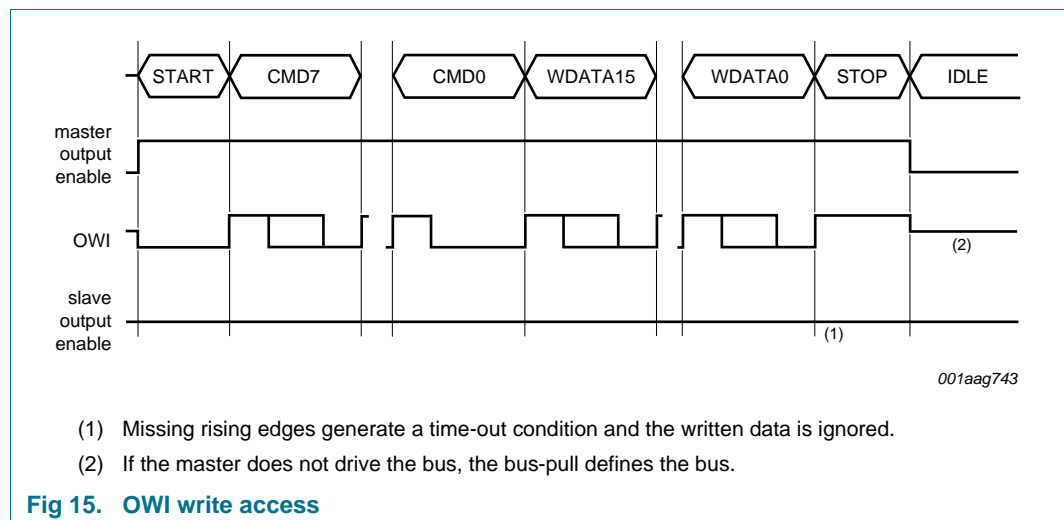 START CMD7 CMD0 WDATA15 WDATA0 STOP IDLE
master
output
enable
OWI
(2)
slave
output
enable
(1)
001aag743
(1) Missing rising edges generate a time-out condition and the written data is ignored.
(2) If the master does not drive the bus, the bus-pull defines the bus.
Fig 15. OWI write access